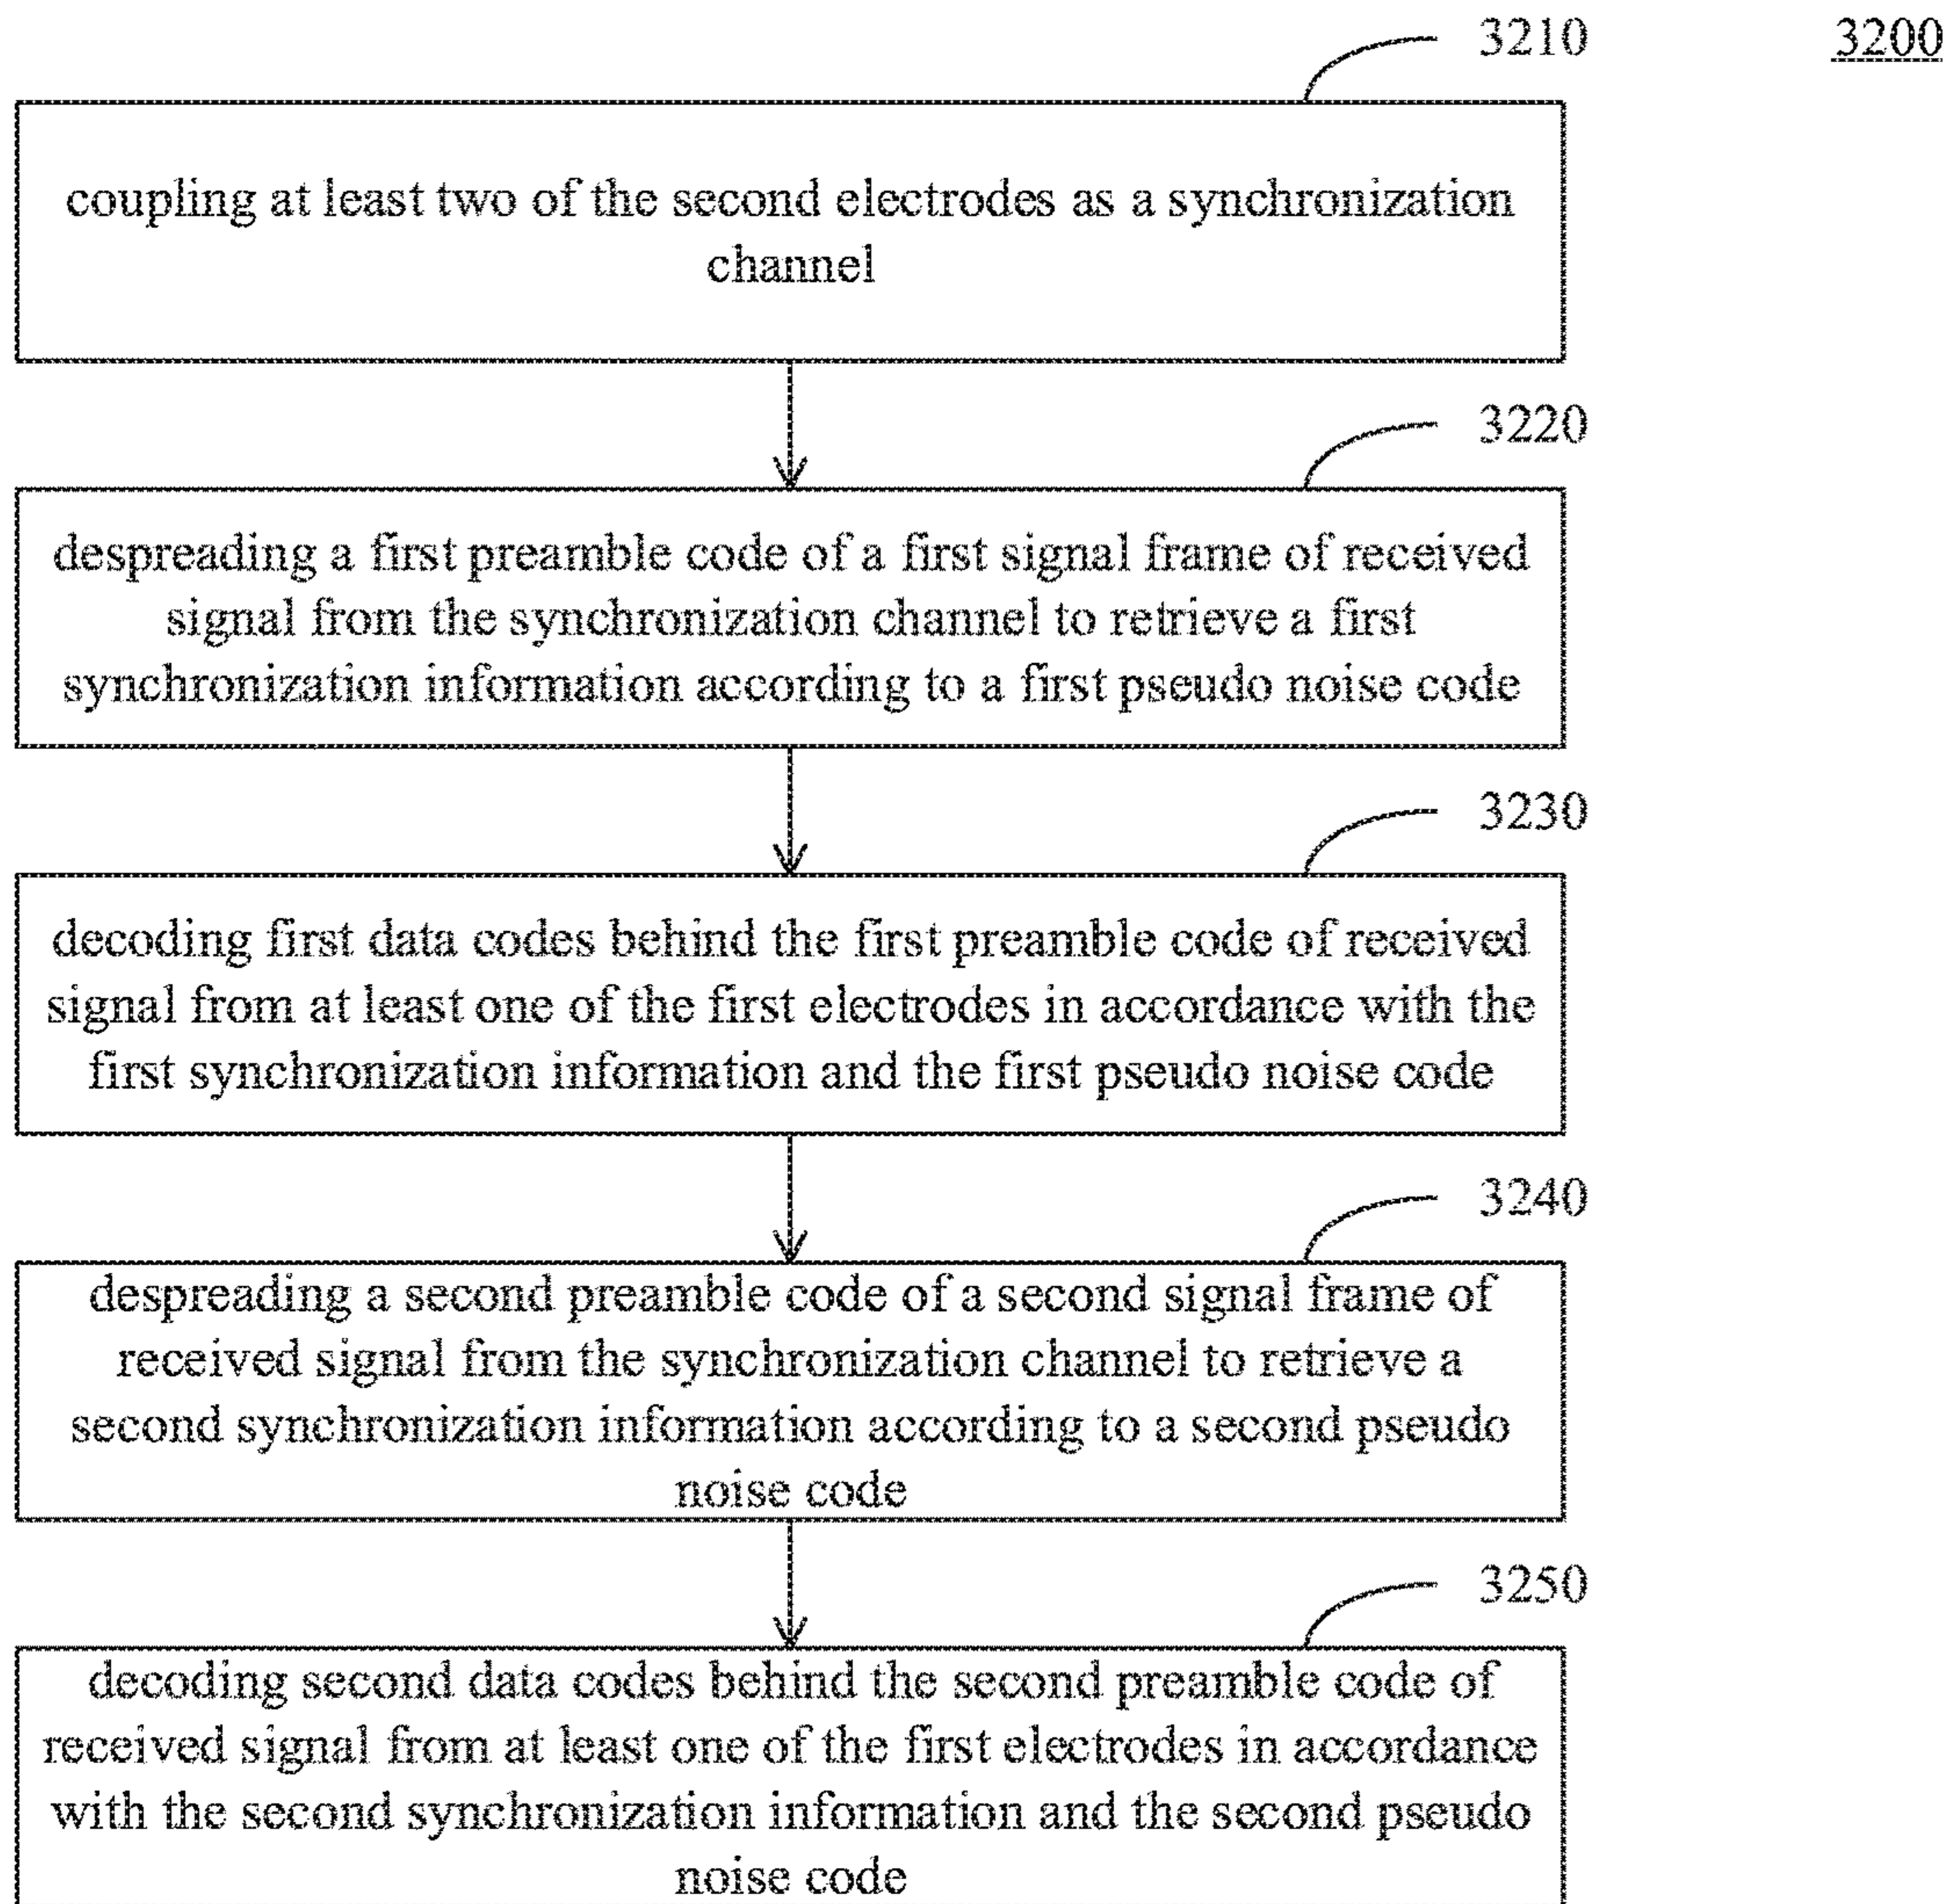 3210
3200
coupling at least two of the second electrodes as a synchronization
channel
3220
despreading a first preamble code of a first signal frame of received
signal from the synchronization channel to retrieve a first
synchronization information according to a first pseudo noise code
3230
decoding first data codes behind the first preamble code of received
signal from at least one of the first electrodes in accordance with the
first synchronization information and the first pseudo noise code
3240
despreading a second preamble code of a second signal frame of
received signal from the synchronization channel to retrieve a
second synchronization information according to a second pseudo
noise code
3250
decoding second data codes behind the second preamble code of
received signal from at least one of the first electrodes in accordance
with the second synchronization information and the second pseudo
noise code